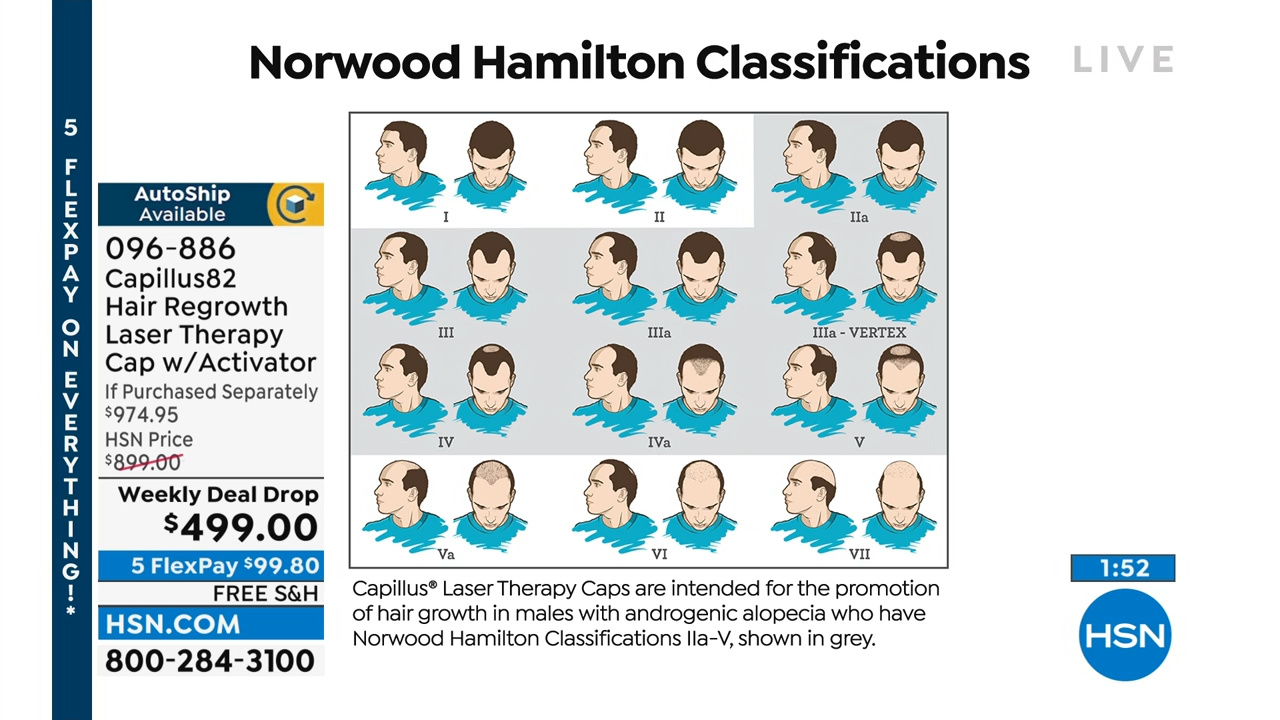 Norwood Hamilton Classifications
LIVE
5 FLEXPAY ON EVERYTHING!*
AutoShip
Available
096-886
Capillus82
Hair Regrowth
Laser Therapy
Cap w/Activator
If Purchased Separately
$974.95
HSN Price
$899.00
Weekly Deal Drop
$499.00
5 FlexPay $99.80
FREE S&H
HSN.COM
800-284-3100
I II IIa
III IIIa IIIa - VERTEX
IV IVa V
Va VI VII
Capillus® Laser Therapy Caps are intended for the promotion
of hair growth in males with androgenic alopecia who have
Norwood Hamilton Classifications IIa-V, shown in grey.
1:52
HSN